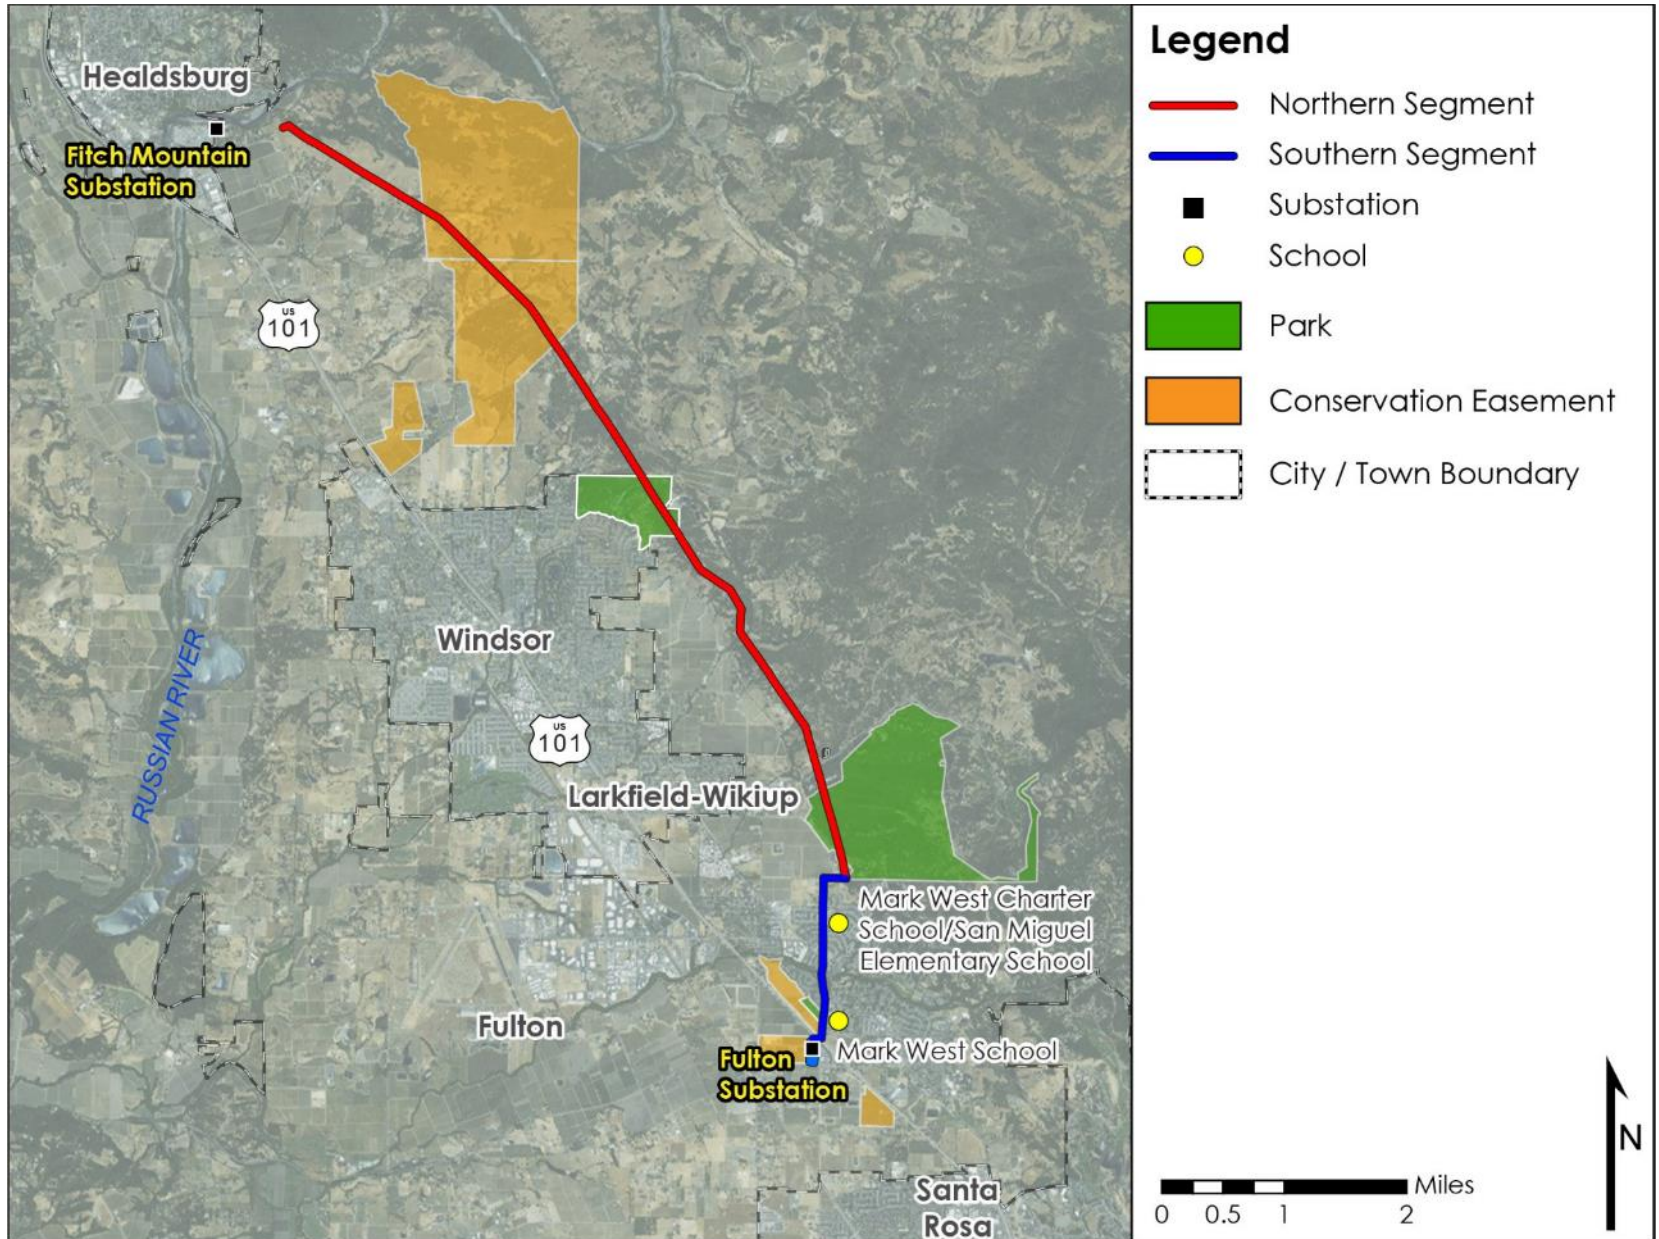 Healdsburg
Fitch Mountain
Substation
US
101
Windsor
US
101
RUSSIAN RIVER
Larkfield-Wikiup
Mark West Charter
School/San Miguel
Elementary School
Fulton
Mark West School
Fulton
Substation
Santa
Rosa
Legend
Northern Segment
Southern Segment
Substation
School
Park
Conservation Easement
City / Town Boundary
N
Miles
0 0.5 1 2